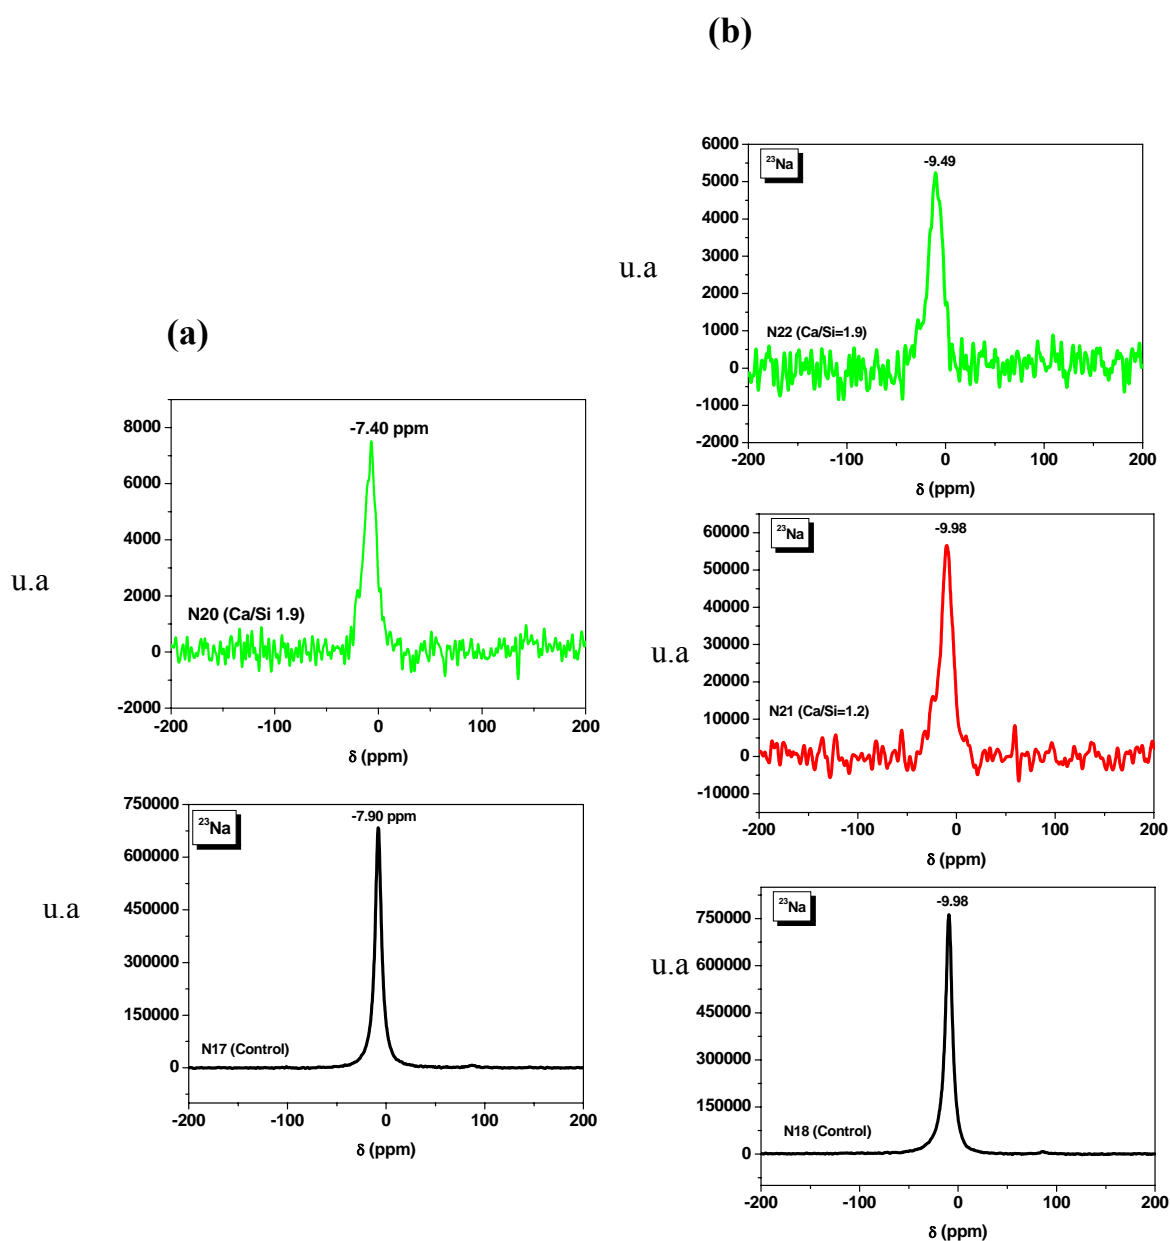 (b)
6000
5000
4000
3000
2000
1000
0
-1000
-2000
²³Na
-9.49
N22 (Ca/Si=1.9)
u.a
-200 -100 0 100 200
δ (ppm)
(a)
8000
6000
4000
2000
0
-2000
-7.40 ppm
N20 (Ca/Si 1.9)
u.a
-200 -100 0 100 200
δ (ppm)
60000
50000
40000
30000
20000
10000
0
-10000
²³Na
-9.98
N21 (Ca/Si=1.2)
u.a
-200 -100 0 100 200
δ (ppm)
750000
600000
450000
300000
150000
0
²³Na
-7.90 ppm
N17 (Control)
u.a
-200 -100 0 100 200
δ (ppm)
750000
600000
450000
300000
150000
0
²³Na
-9.98
N18 (Control)
u.a
-200 -100 0 100 200
δ (ppm)